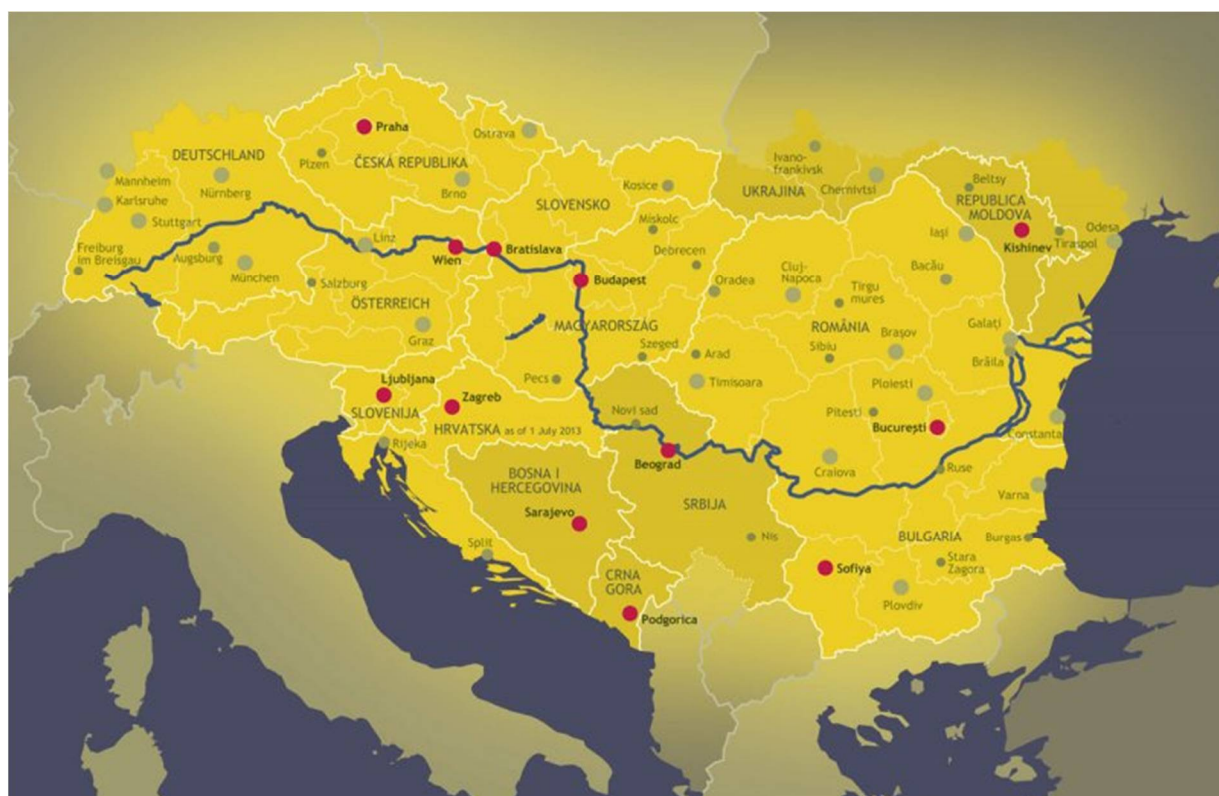 Praha
Ostrava
DEUTSCHLAND
Plzen
ČESKÁ REPUBLIKA
Mannheim
Nürnberg
Brno
Karlsruhe
Stuttgart
Kosice
SLOVENSKO
Ivano-
frankivsk
Chernivtsi
UKRAJINA
Beltsy
REPUBLICA
MOLDOVA
Kishinev
Tiraspol
Odesa
Freiburg
im Breisgau
Augsburg
München
Linz
Wien
Bratislava
Salzburg
ÖSTERREICH
Graz
Miskolc
Debrecen
Budapest
MAGYARORSZÁG
Oradea
Cluj-
Napoca
Tirgu
mures
Iaşi
Bacău
ROMÂNIA
Galaţi
Szeged
Arad
Sibiu
Braşov
Brăila
Pecs
Timisoara
Ploiesti
Ljubljana
SLOVENIJA
Zagreb
HRVATSKA as of 1 July 2013
Novi sad
Pitesti
Bucureşti
Constanta
Rijeka
Beograd
Craiova
Ruse
BOSNA I
HERCEGOVINA
Sarajevo
SRBIJA
Varna
Split
Nis
BULGARIA
Burgas
CRNA
GORA
Podgorica
Sofiya
Stara
Zagora
Plovdiv